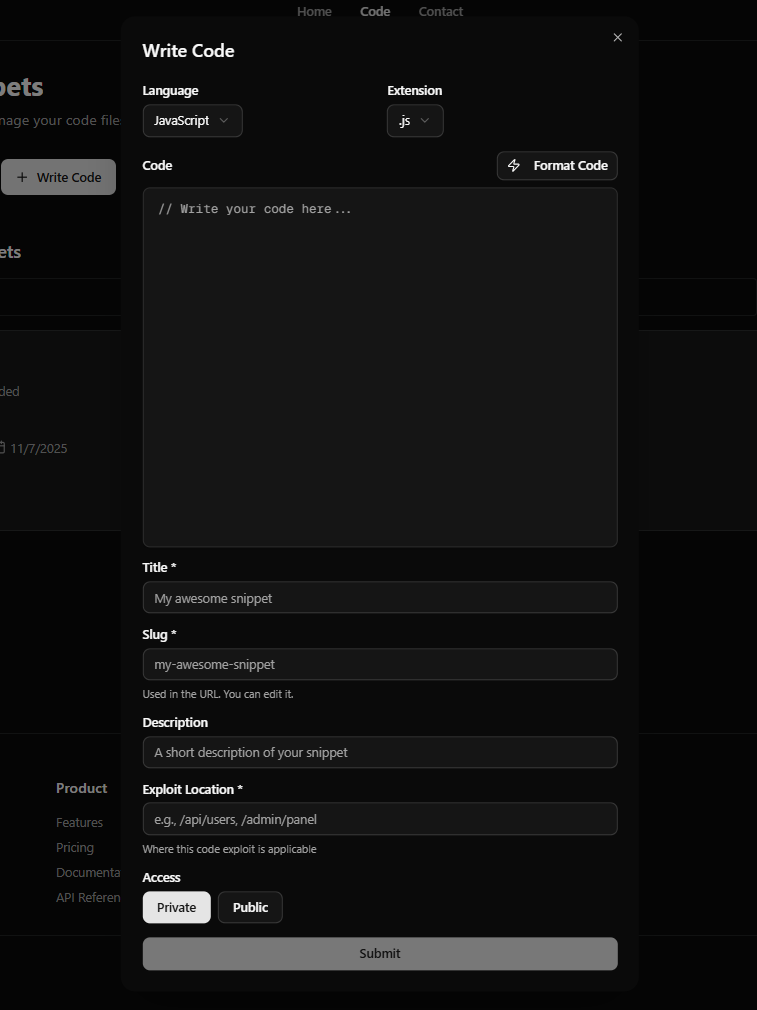 Home Code Contact
Write Code
pets
Language Extension
nage your code files
JavaScript .js
Code Format Code
Write Code
// Write your code here...
ets
ded
11/7/2025
Title *
My awesome snippet
Slug *
my-awesome-snippet
Used in the URL. You can edit it.
Description
A short description of your snippet
Product
Exploit Location *
e.g., /api/users, /admin/panel
Features
Pricing
Where this code exploit is applicable
Documenta
Access
API Referen
Private Public
Submit